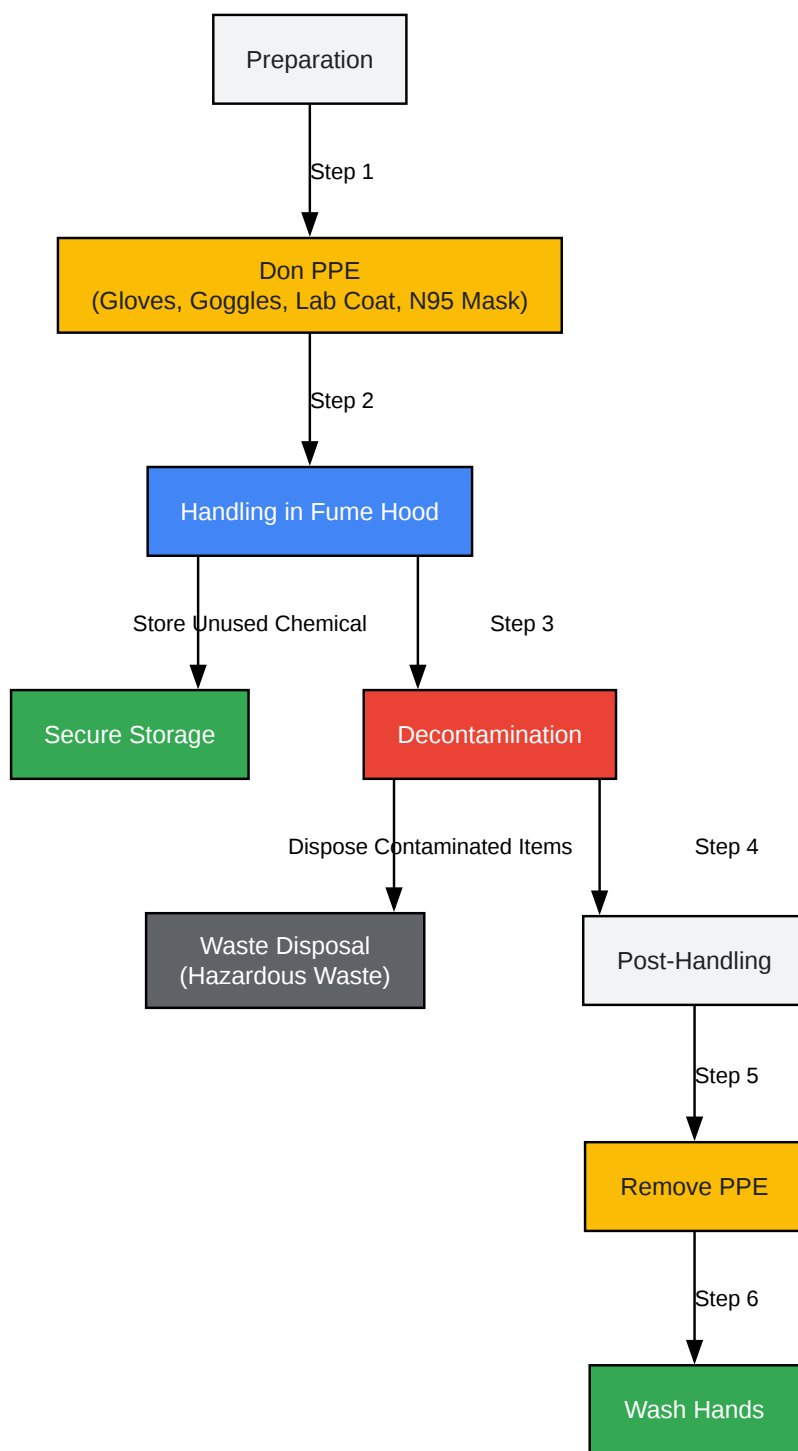 Preparation
Step 1
Don PPE
(Gloves, Goggles, Lab Coat, N95 Mask)
Step 2
Handling in Fume Hood
Store Unused Chemical
Step 3
Secure Storage
Decontamination
Dispose Contaminated Items
Step 4
Waste Disposal
(Hazardous Waste)
Post-Handling
Step 5
Remove PPE
Step 6
Wash Hands